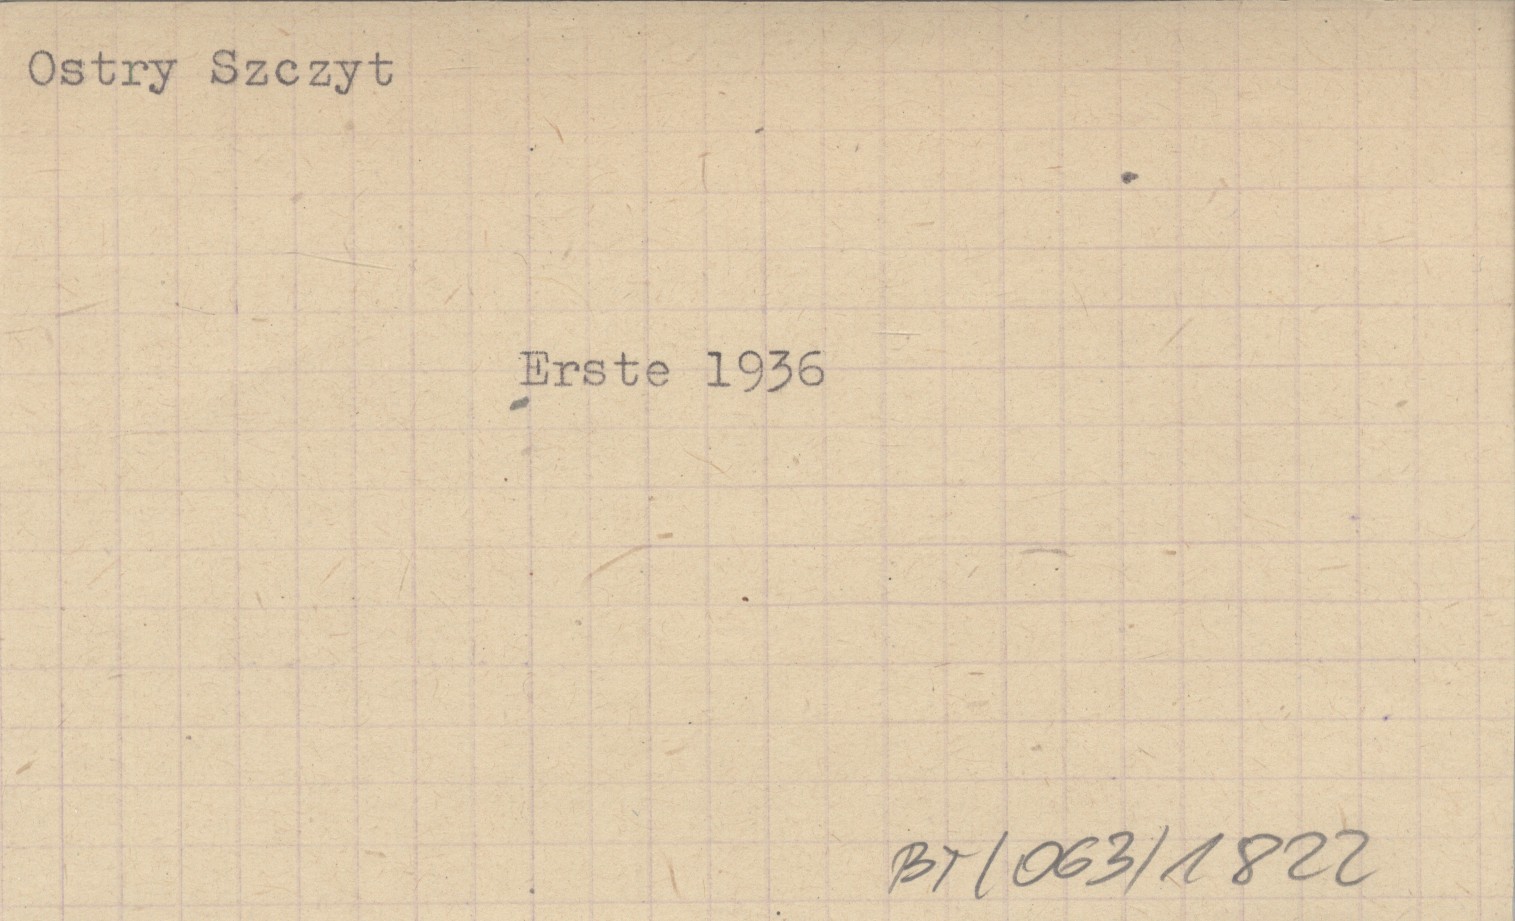 Ostry Szczyt
Erste 1936
BT/063/1822